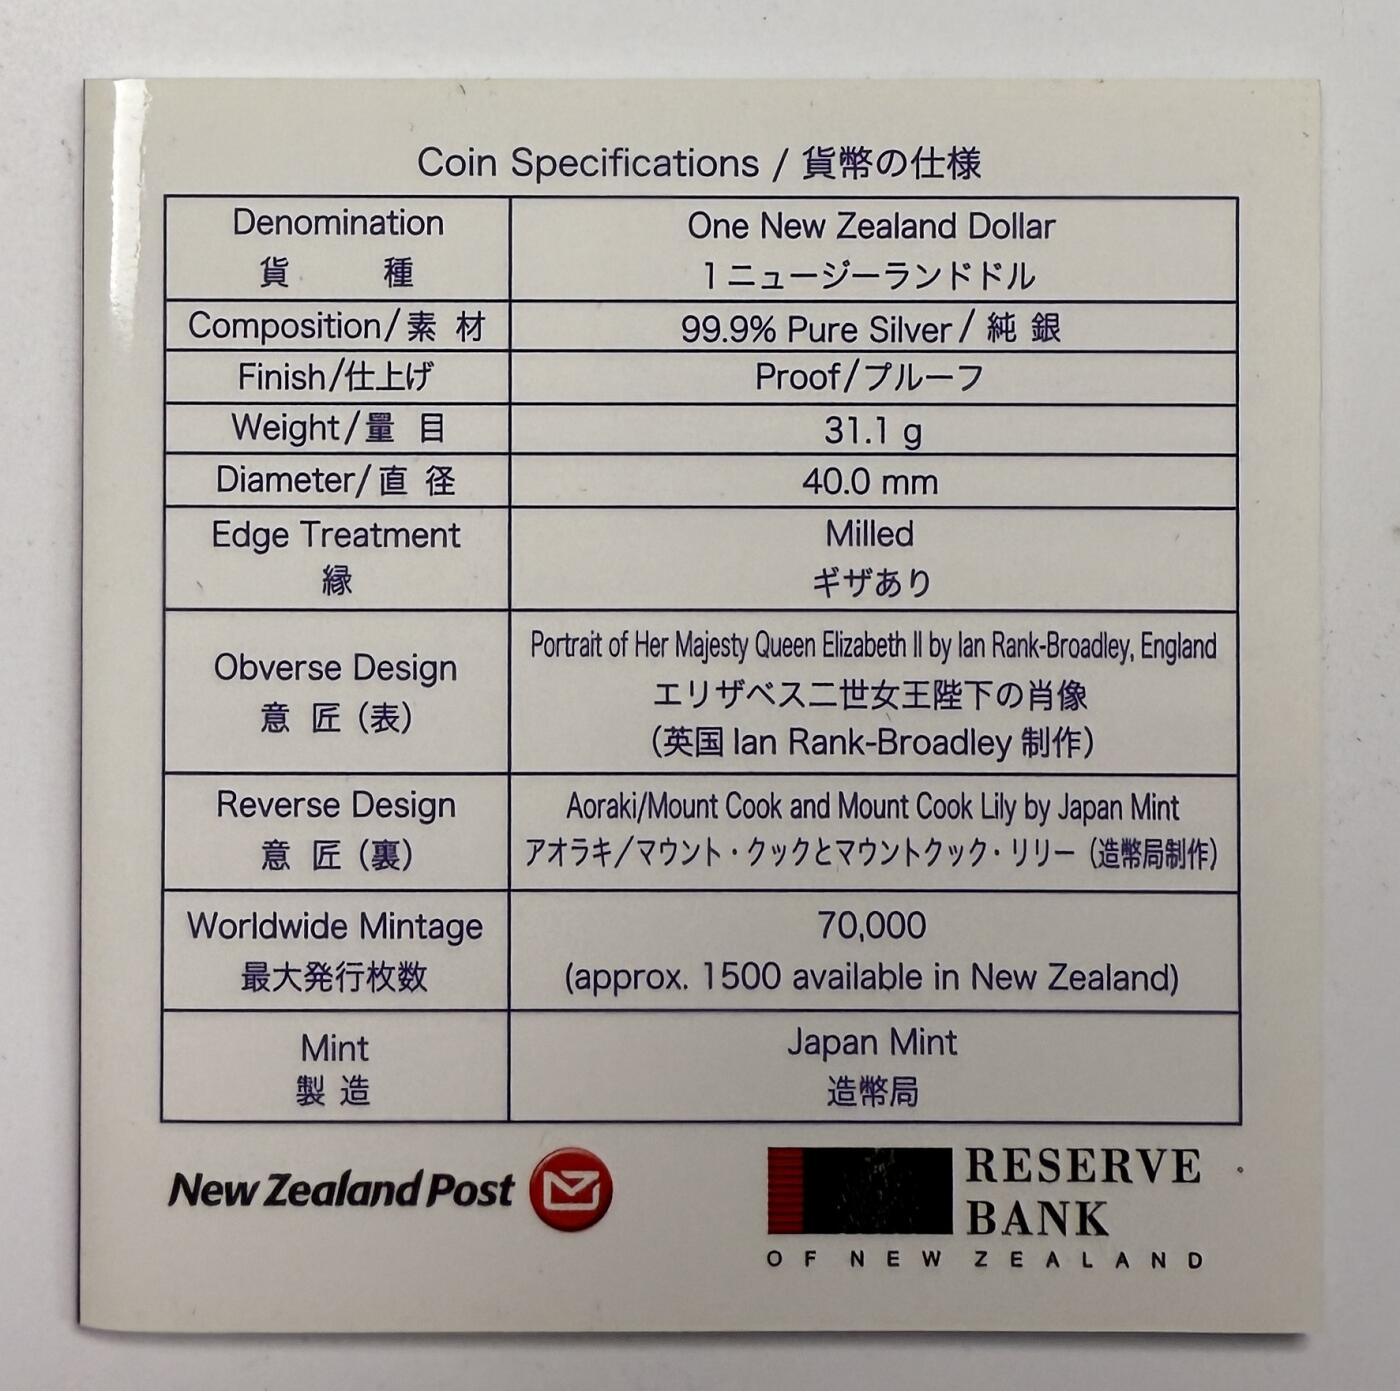 Coin Specifications / 貨幣の仕様
Denomination
貨 種
One New Zealand Dollar
1ニュージーランドドル
Composition/素 材
99.9% Pure Silver/純 銀
Finish/仕上げ
Proof/プルーフ
Weight/量 目
31.1 g
Diameter/直 径
40.0 mm
Edge Treatment
縁
Milled
ギザあり
Obverse Design
意 匠（表）
Portrait of Her Majesty Queen Elizabeth II by Ian Rank-Broadley, England
エリザベス二世女王陛下の肖像
（英国 Ian Rank-Broadley 制作）
Reverse Design
意 匠（裏）
Aoraki/Mount Cook and Mount Cook Lily by Japan Mint
アオラキ／マウント・クックとマウントクック・リリー（造幣局制作）
Worldwide Mintage
最大発行枚数
70,000
(approx. 1500 available in New Zealand)
Mint
製 造
Japan Mint
造幣局
New Zealand Post
RESERVE
BANK
OF NEW ZEALAND